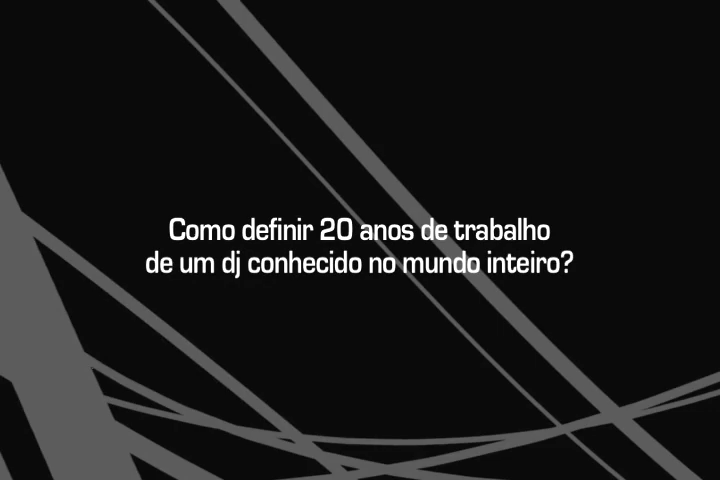 Como definir 20 anos de trabalho
de um dj conhecido no mundo inteiro?